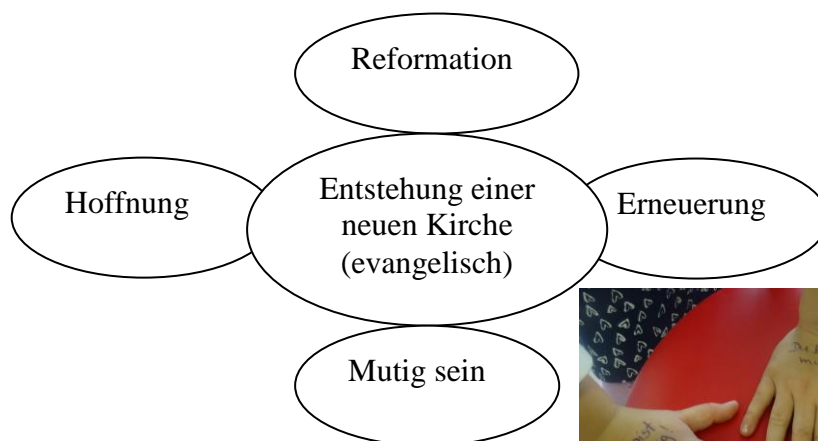 Reformation
Hoffnung
Entstehung einer
neuen Kirche
(evangelisch)
Erneuerung
Mutig sein